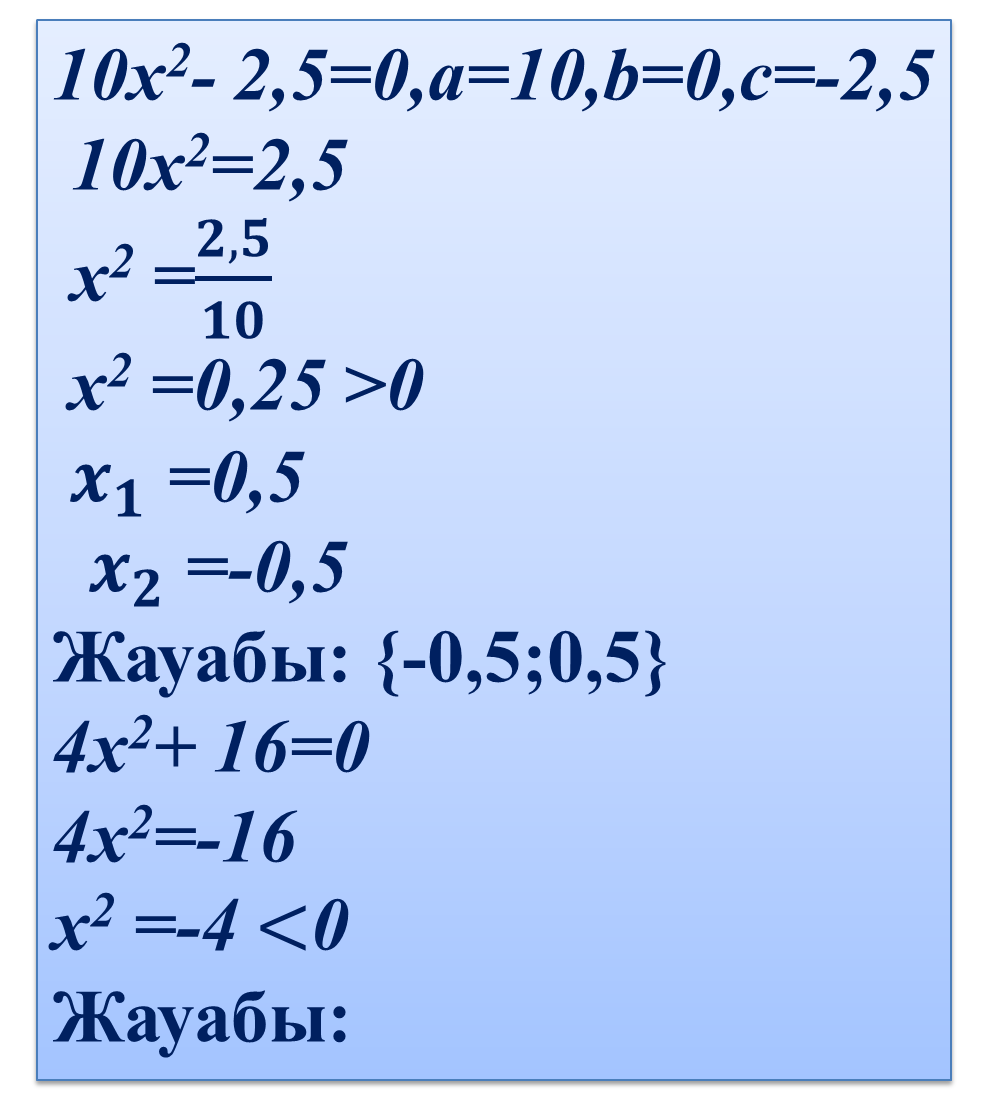 10x²- 2,5=0,a=10,b=0,c=-2,5
10x²=2,5
x² =2,5/10
x² =0,25 >0
x₁ =0,5
x₂ =-0,5
Жауабы: {-0,5;0,5}
4x²+ 16=0
4x²=-16
x² =-4 <0
Жауабы: